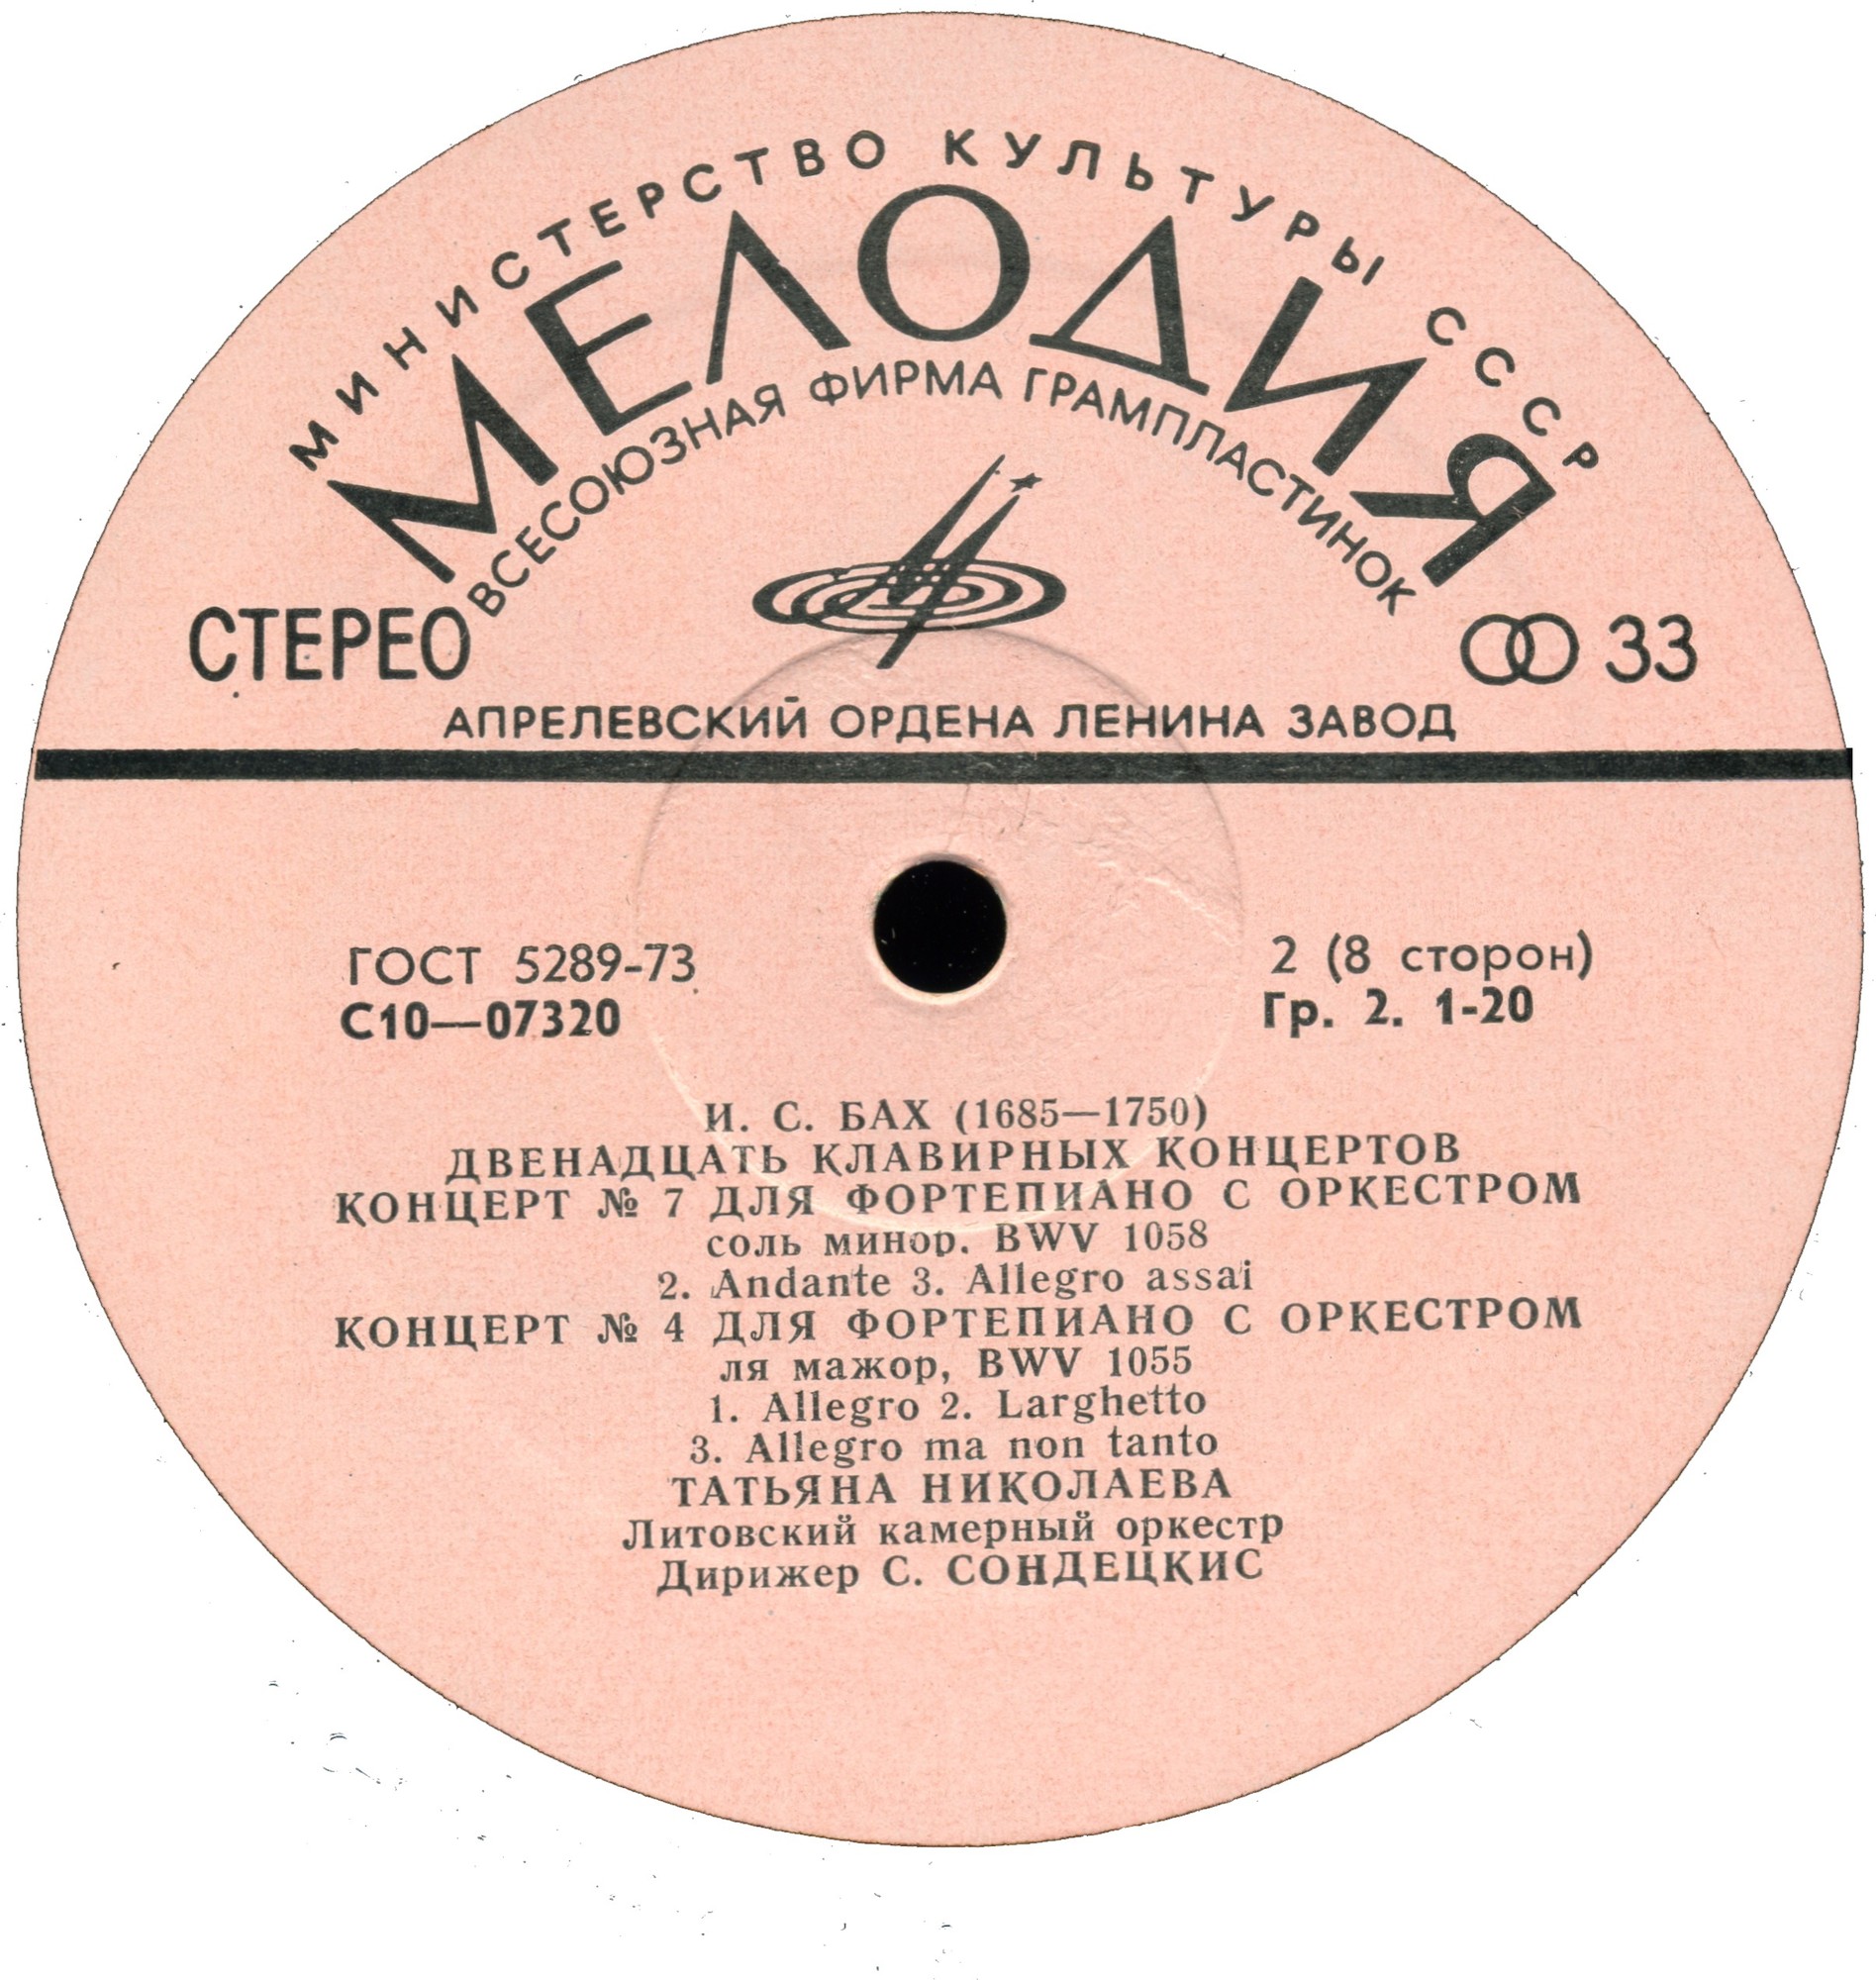 МИНИСТЕРСТВО КУЛЬТУРЫ СССР
МЕЛОДИЯ
ВСЕСОЮЗНАЯ ФИРМА ГРАМПЛАСТИНОК
СТЕРЕО
33
АПРЕЛЕВСКИЙ ОРДЕНА ЛЕНИНА ЗАВОД
ГОСТ 5289-73
2 (8 сторон)
С10—07320
Гр. 2. 1-20
И. С. БАХ (1685—1750)
ДВЕНАДЦАТЬ КЛАВИРНЫХ КОНЦЕРТОВ
КОНЦЕРТ № 7 ДЛЯ ФОРТЕПИАНО С ОРКЕСТРОМ
соль минор. BWV 1058
2. Andante 3. Allegro assai
КОНЦЕРТ № 4 ДЛЯ ФОРТЕПИАНО С ОРКЕСТРОМ
ля мажор, BWV 1055
1. Allegro 2. Larghetto
3. Allegro ma non tanto
ТАТЬЯНА НИКОЛАЕВА
Литовский камерный оркестр
Дирижер С. СОНДЕЦКИС